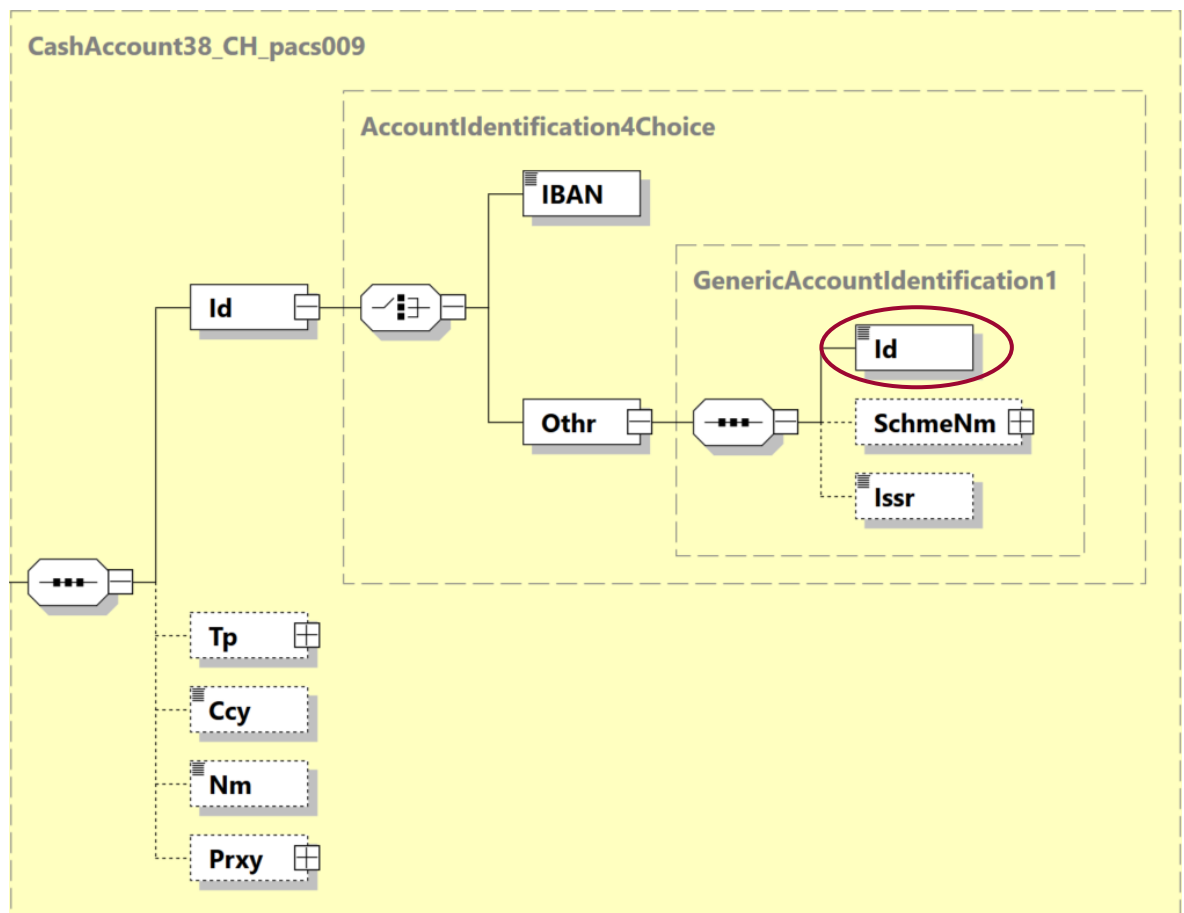 CashAccount38_CH_pacs009
AccountIdentification4Choice
IBAN
GenericAccountIdentification1
Id
Id
Othr
SchmeNm
Issr
Tp
Ccy
Nm
Prxy